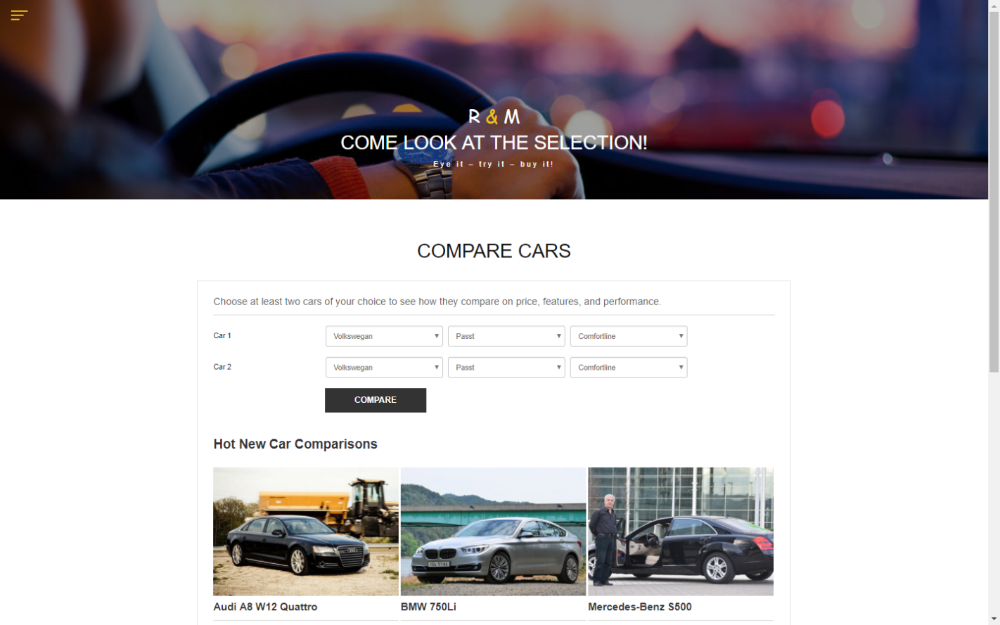 R & M
COME LOOK AT THE SELECTION!
Eye it – try it – buy it!
COMPARE CARS
Choose at least two cars of your choice to see how they compare on price, features, and performance.
Car 1 Volkswegan Passt Comfortline
Car 2 Volkswegan Passt Comfortline
COMPARE
Hot New Car Comparisons
Audi A8 W12 Quattro BMW 750Li Mercedes-Benz S500